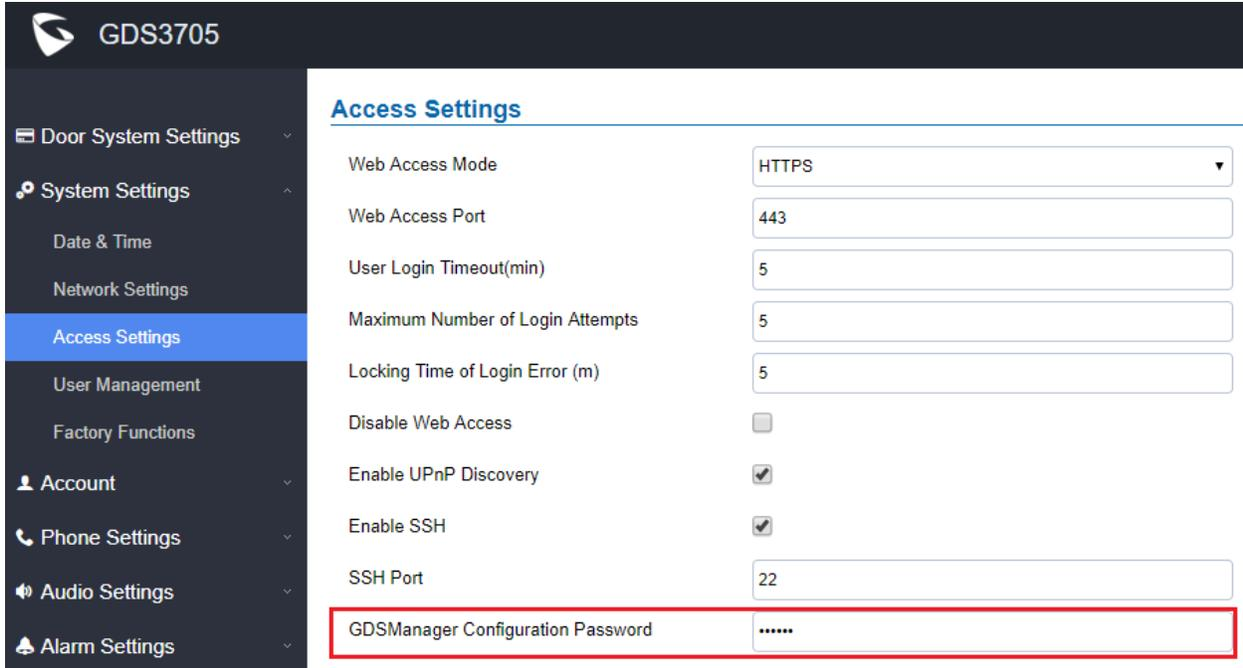 GDS3705
Door System Settings
System Settings
Date & Time
Network Settings
Access Settings
User Management
Factory Functions
Account
Phone Settings
Audio Settings
Alarm Settings
Access Settings
Web Access Mode HTTPS
Web Access Port 443
User Login Timeout(min) 5
Maximum Number of Login Attempts 5
Locking Time of Login Error (m) 5
Disable Web Access
Enable UPnP Discovery
Enable SSH
SSH Port 22
GDSManager Configuration Password ••••••